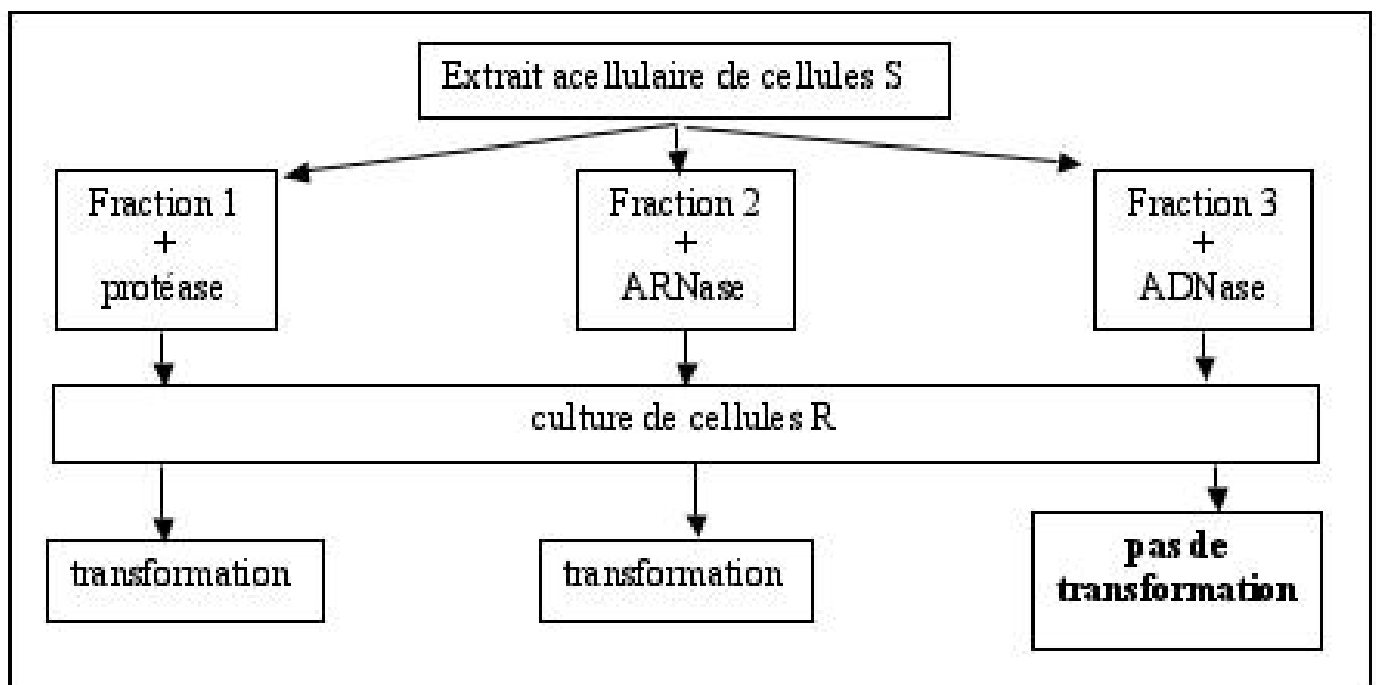 Extrait acellulaire de cellules S
Fraction 1
+
protéase
Fraction 2
+
ARNase
Fraction 3
+
ADNase
culture de cellules R
transformation
transformation
pas de
transformation